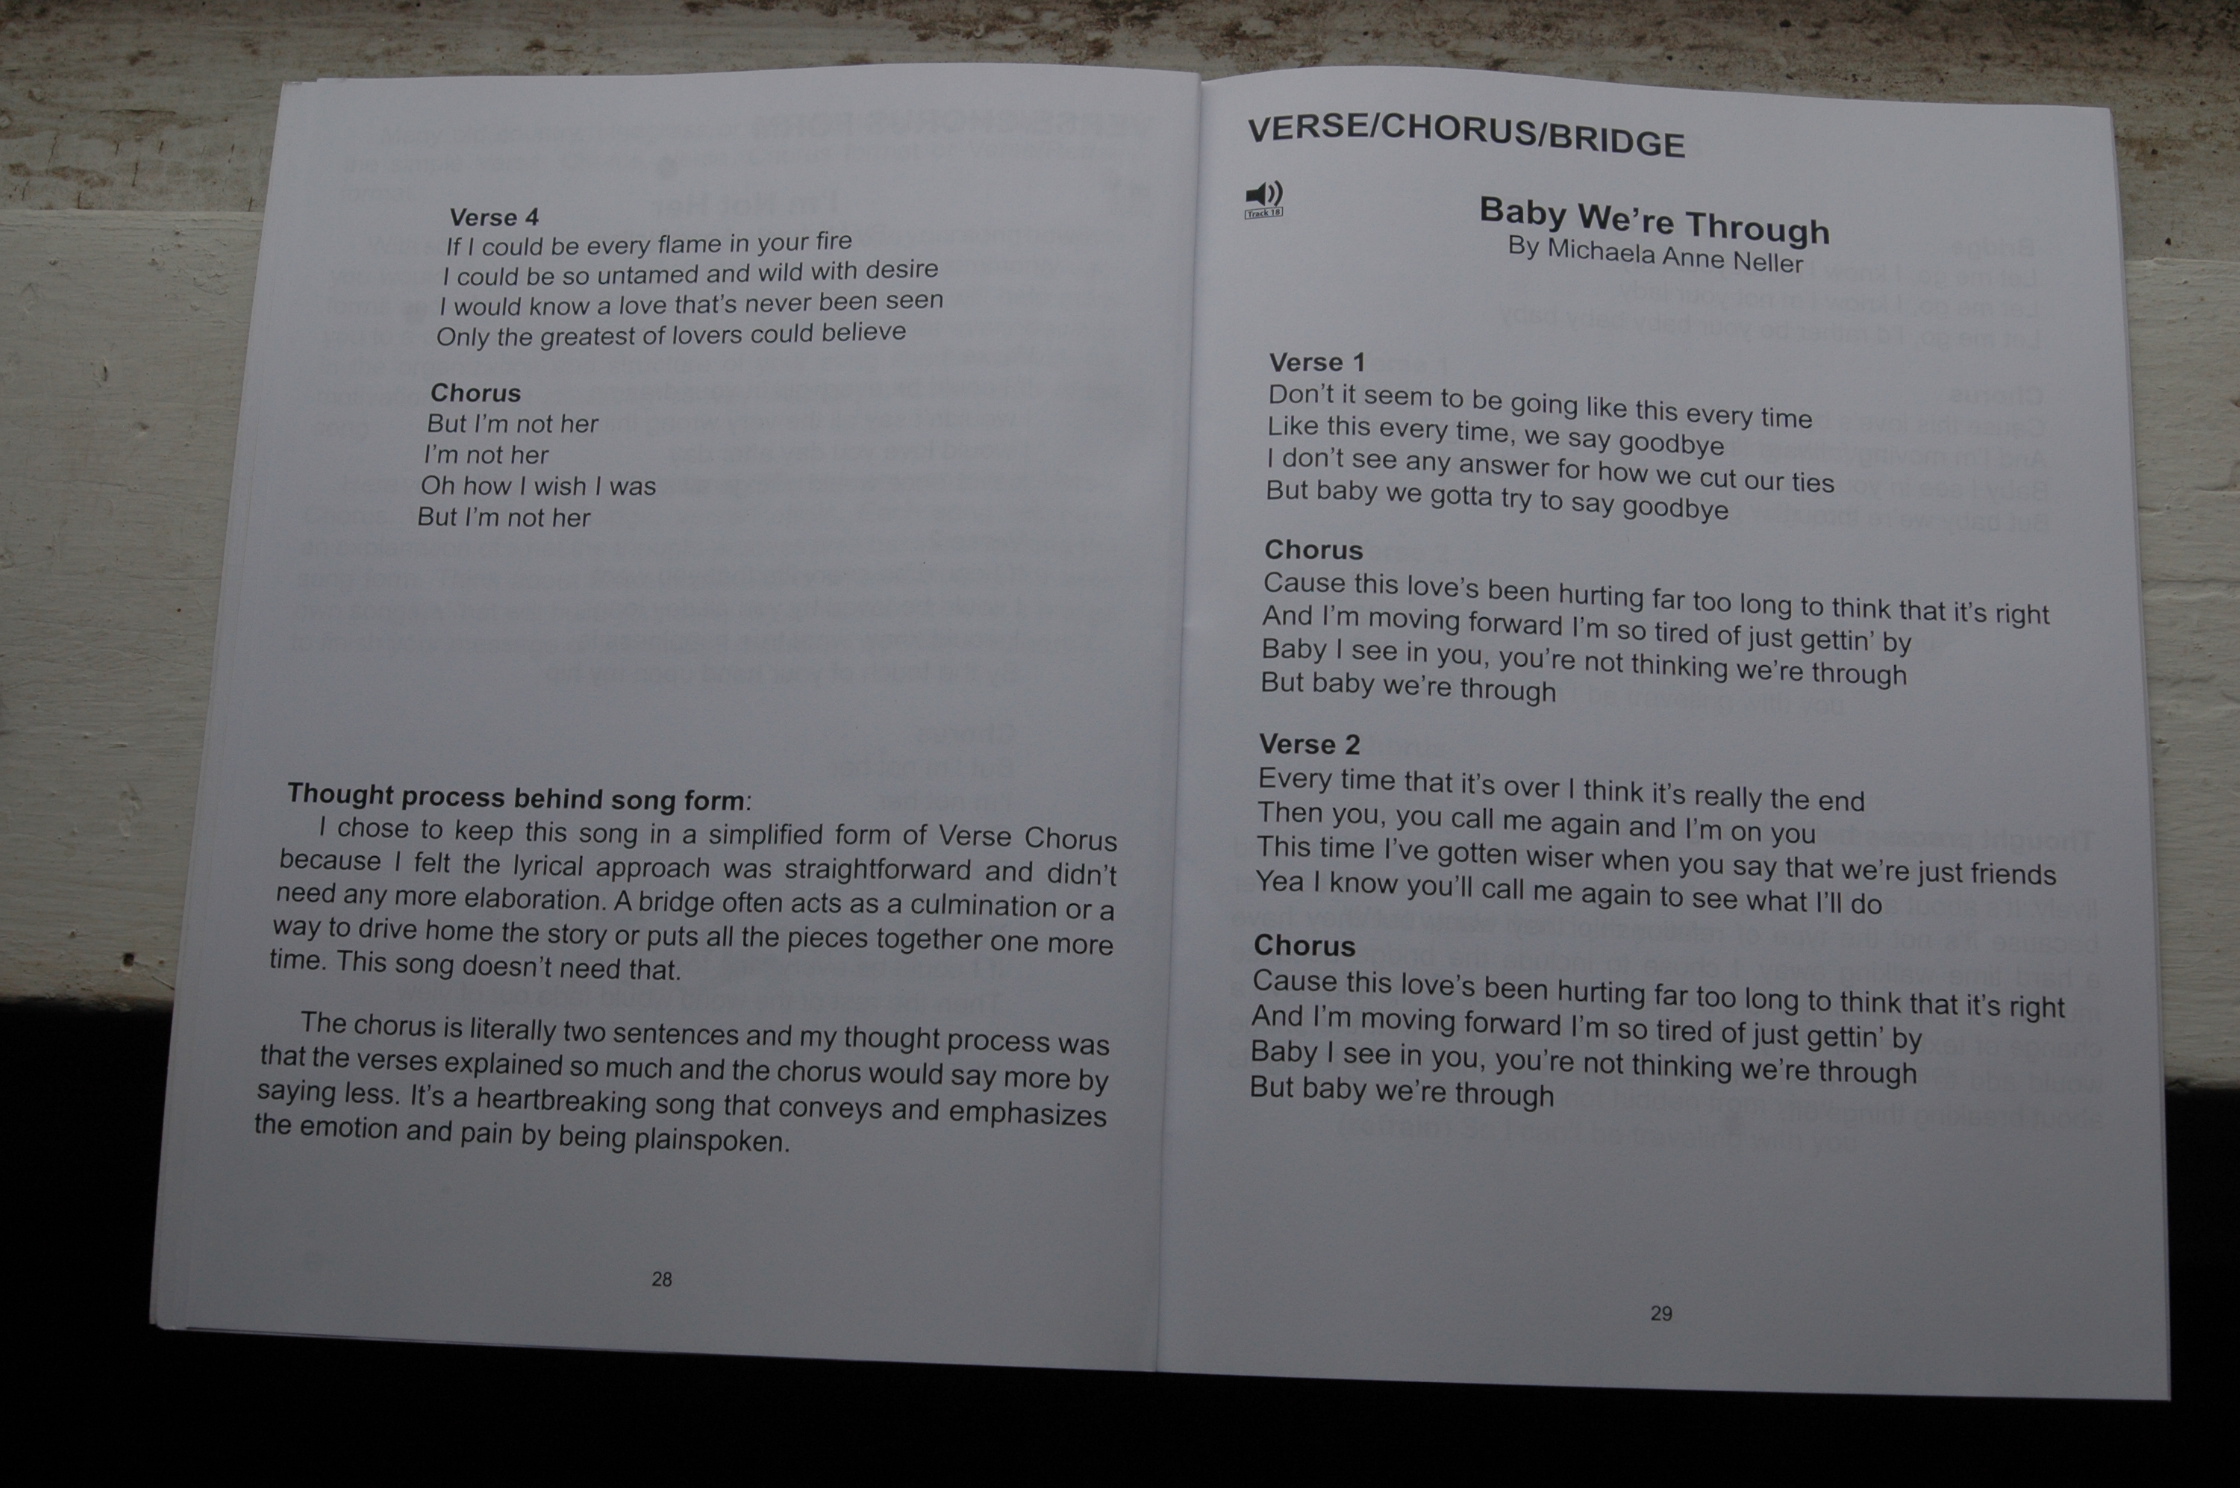 Verse 4
If I could be every flame in your fire
I could be so untamed and wild with desire
I would know a love that's never been seen
Only the greatest of lovers could believe
Chorus
But I'm not her
I'm not her
Oh how I wish I was
But I'm not her
Thought process behind song form:
I chose to keep this song in a simplified form of Verse Chorus
because I felt the lyrical approach was straightforward and didn't
need any more elaboration. A bridge often acts as a culmination or a
way to drive home the story or puts all the pieces together one more
time. This song doesn't need that.
The chorus is literally two sentences and my thought process was
that the verses explained so much and the chorus would say more by
saying less. It's a heartbreaking song that conveys and emphasizes
the emotion and pain by being plainspoken.
28
VERSE/CHORUS/BRIDGE
Track 18
Baby We're Through
By Michaela Anne Neller
Verse 1
Don't it seem to be going like this every time
Like this every time, we say goodbye
I don't see any answer for how we cut our ties
But baby we gotta try to say goodbye
Chorus
Cause this love's been hurting far too long to think that it's right
And I'm moving forward I'm so tired of just gettin' by
Baby I see in you, you're not thinking we're through
But baby we're through
Verse 2
Every time that it's over I think it's really the end
Then you, you call me again and I'm on you
This time I've gotten wiser when you say that we're just friends
Yea I know you'll call me again to see what I'll do
Chorus
Cause this love's been hurting far too long to think that it's right
And I'm moving forward I'm so tired of just gettin' by
Baby I see in you, you're not thinking we're through
But baby we're through
29